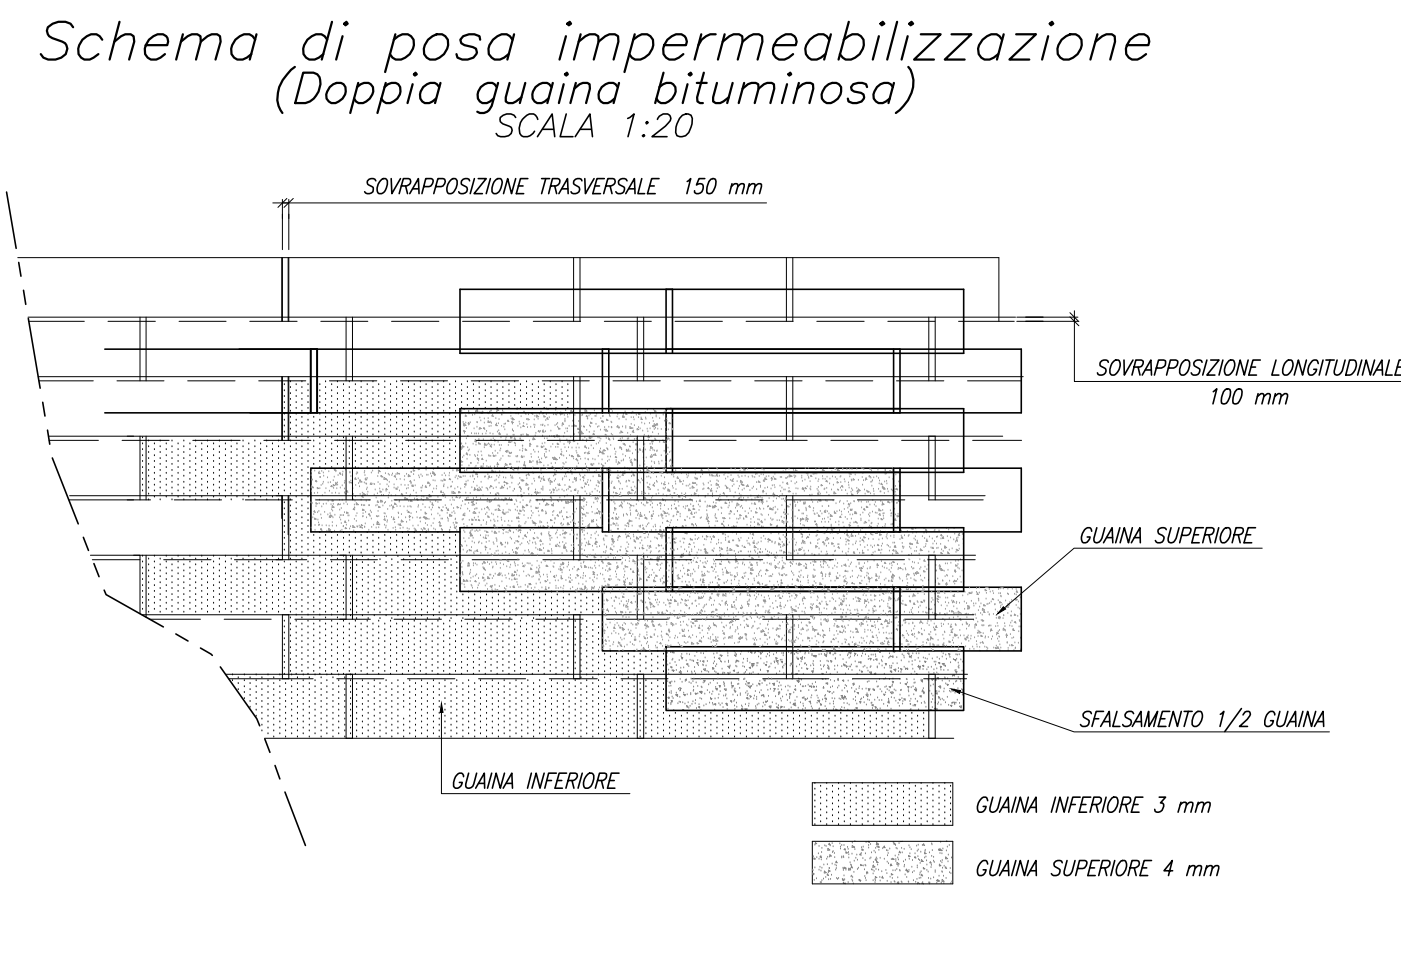 Schema di posa impermeabilizzazione
(Doppia guaina bituminosa)
SCALA 1:20
SOVRAPPOSIZIONE TRASVERSALE 150 mm
SOVRAPPOSIZIONE LONGITUDINALE
100 mm
GUAINA SUPERIORE
SFALSAMENTO 1/2 GUAINA
GUAINA INFERIORE
GUAINA INFERIORE 3 mm
GUAINA SUPERIORE 4 mm